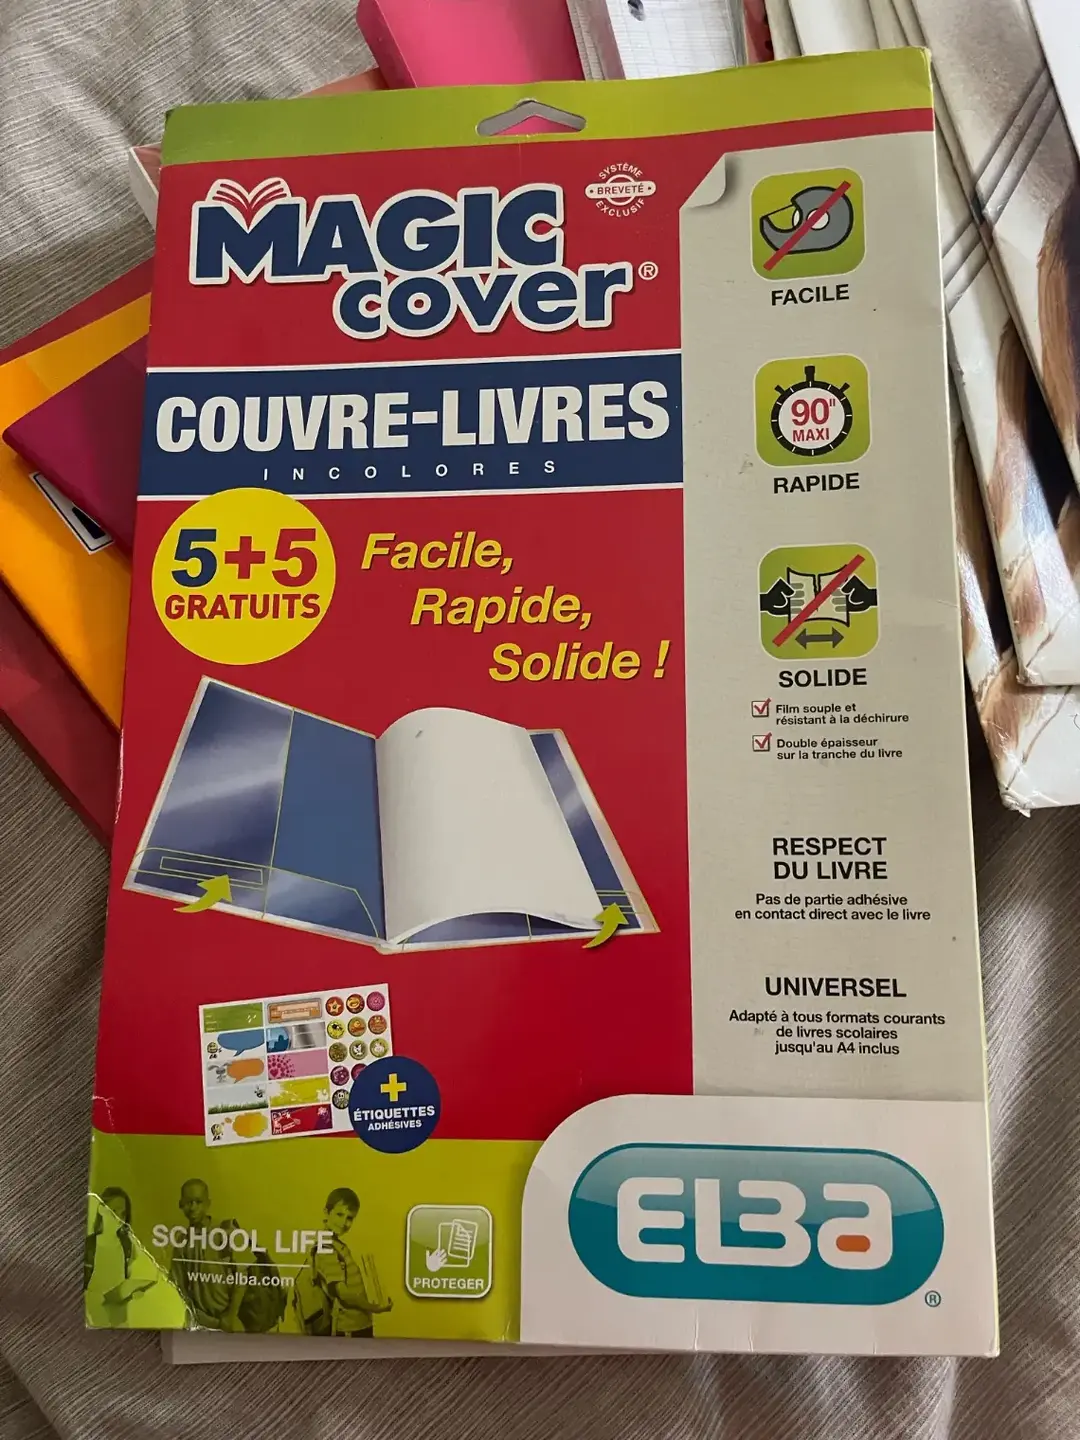 MAGIC
cover®
SYSTÈME
BREVETÉ
EXCLUSIF
COUVRE-LIVRES
INCOLORES
5+5
GRATUITS
Facile,
Rapide,
Solide !
+
ÉTIQUETTES
ADHÉSIVES
FACILE
90"
MAXI
RAPIDE
SOLIDE
Film souple et
résistant à la déchirure
Double épaisseur
sur la tranche du livre
RESPECT
DU LIVRE
Pas de partie adhésive
en contact direct avec le livre
UNIVERSEL
Adapté à tous formats courants
de livres scolaires
jusqu'au A4 inclus
SCHOOL LIFE
www.elba.com
PROTEGER
ELBA
®